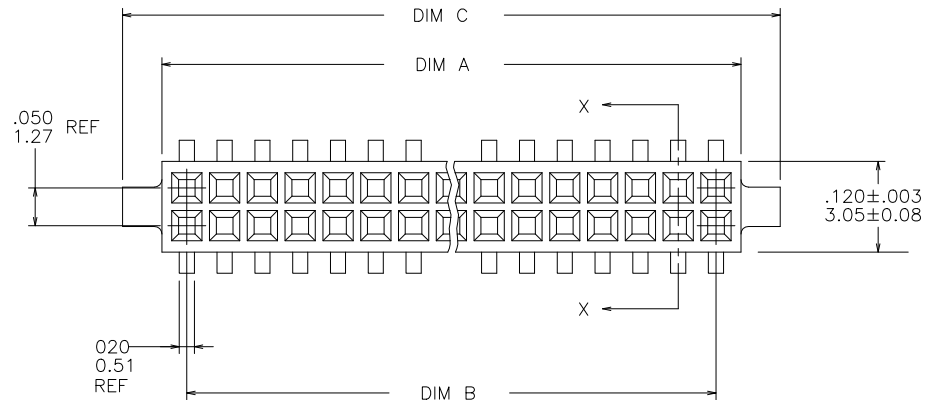 DIM C
DIM A
X
.050
1.27 REF
.120±.003
3.05±0.08
X
020
0.51
REF
DIM B